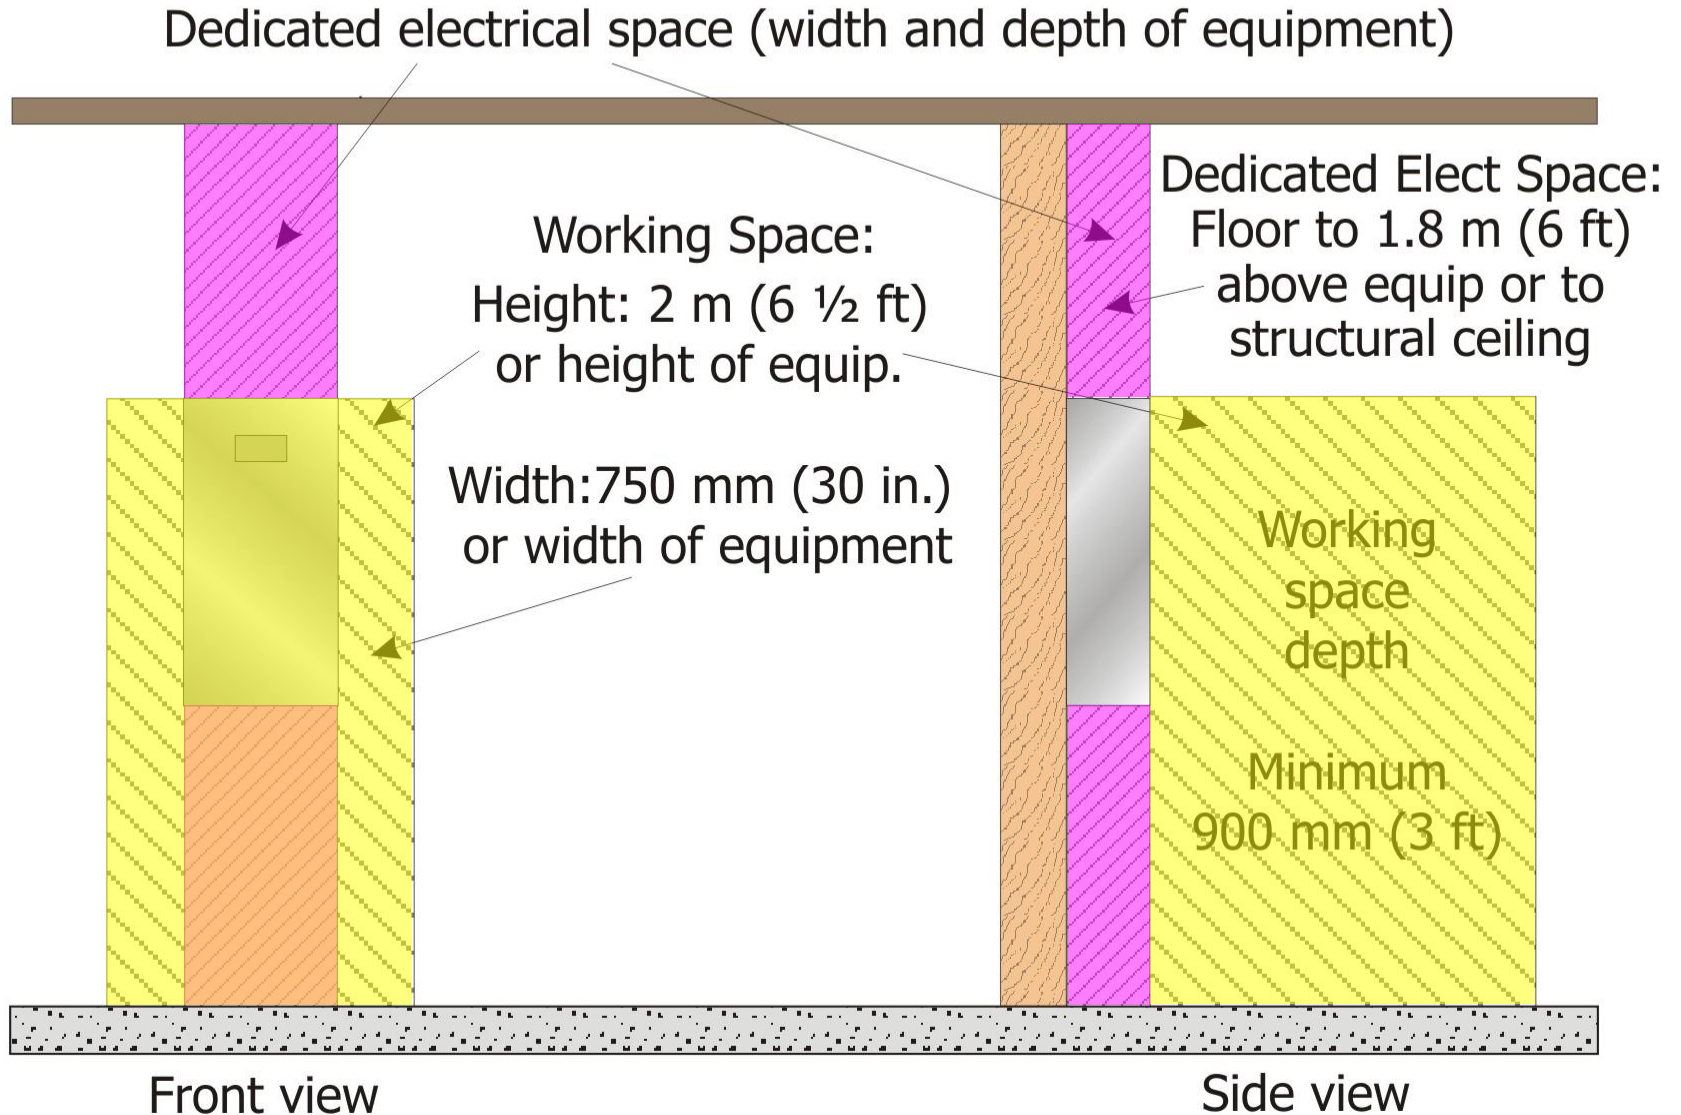 Dedicated electrical space (width and depth of equipment)
Dedicated Elect Space:
Floor to 1.8 m (6 ft)
above equip or to
structural ceiling
Working Space:
Height: 2 m (6 ½ ft)
or height of equip.
Width:750 mm (30 in.)
or width of equipment
Working
space
depth
Minimum
900 mm (3 ft)
Front view
Side view